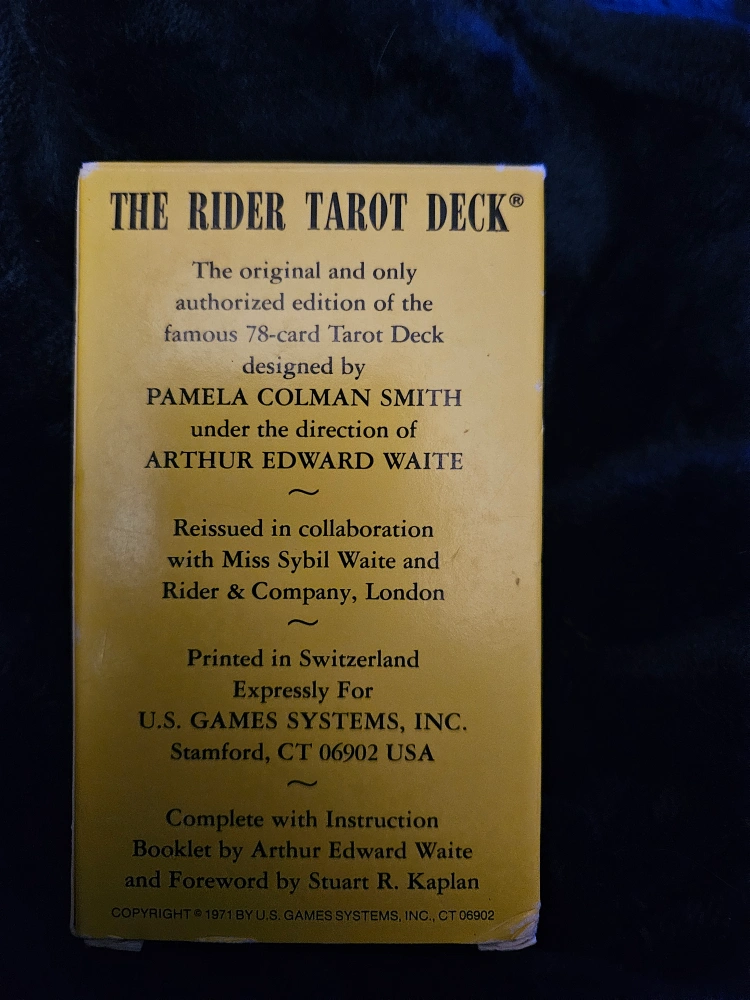 THE RIDER TAROT DECK®
The original and only
authorized edition of the
famous 78-card Tarot Deck
designed by
PAMELA COLMAN SMITH
under the direction of
ARTHUR EDWARD WAITE
~
Reissued in collaboration
with Miss Sybil Waite and
Rider & Company, London
~
Printed in Switzerland
Expressly For
U.S. GAMES SYSTEMS, INC.
Stamford, CT 06902 USA
~
Complete with Instruction
Booklet by Arthur Edward Waite
and Foreword by Stuart R. Kaplan
COPYRIGHT © 1971 BY U.S. GAMES SYSTEMS, INC., CT 06902